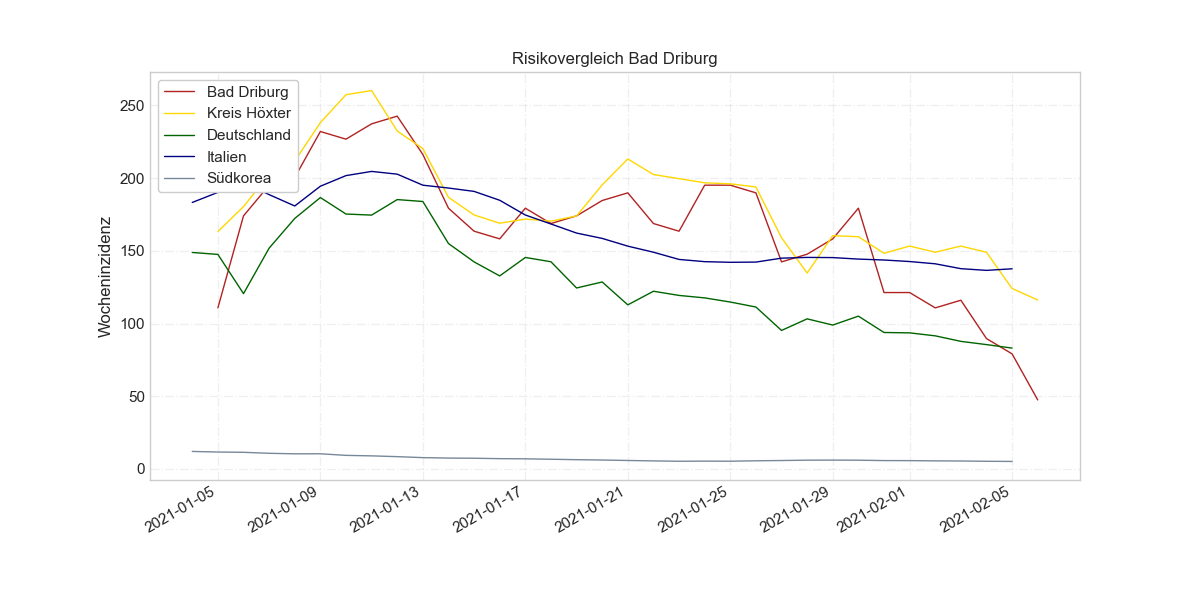 Risikovergleich Bad Driburg
Bad Driburg
Kreis Höxter
Deutschland
Italien
Südkorea
Wocheninzidenz
250
200
150
100
50
0
2021-01-05
2021-01-09
2021-01-13
2021-01-17
2021-01-21
2021-01-25
2021-01-29
2021-02-01
2021-02-05